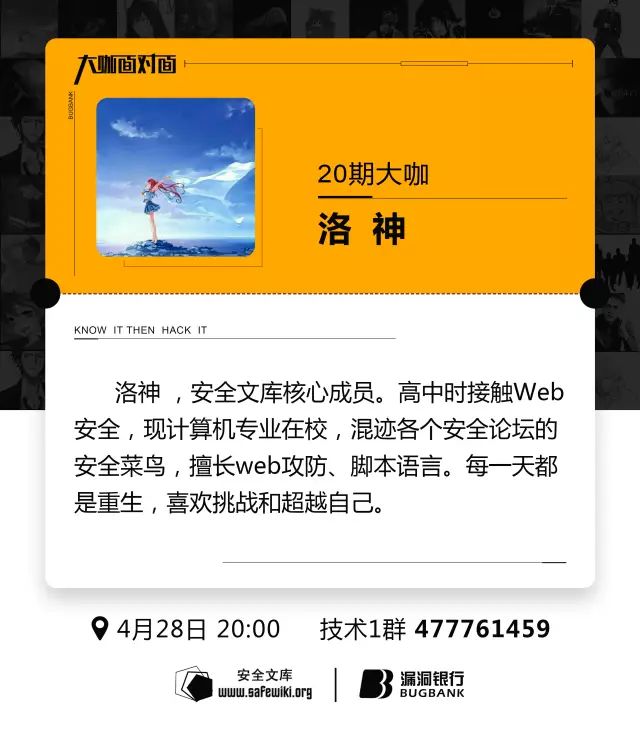 大咖面对面
BUGBANK
20期大咖
洛 神
KNOW IT THEN HACK IT
洛神 ，安全文库核心成员。高中时接触Web
安全，现计算机专业在校，混迹各个安全论坛的
安全菜鸟，擅长web攻防、脚本语言。每一天都
是重生，喜欢挑战和超越自己。
4月28日 20:00 技术1群 477761459
安全文库
www.safewiki.org
漏洞银行
BUGBANK